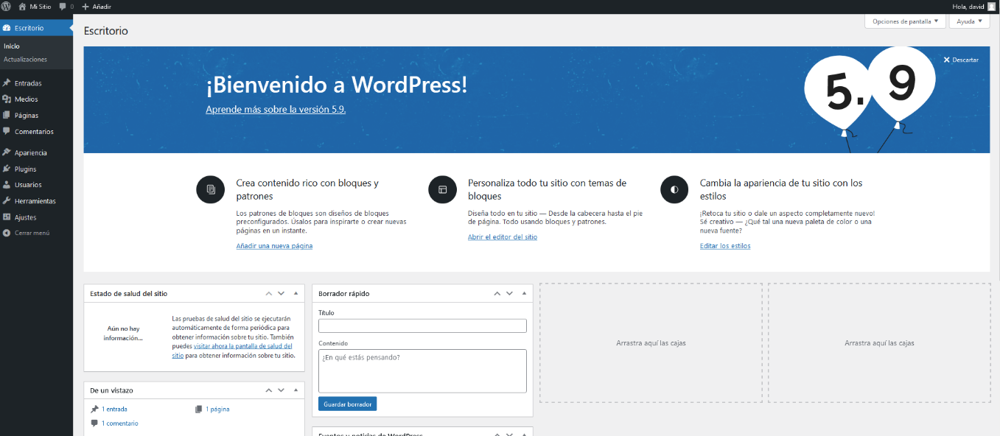 Mi Sitio 0 Añadir Hola, david
Escritorio
Inicio
Actualizaciones
Entradas
Medios
Páginas
Comentarios
Apariencia
Plugins
Usuarios
Herramientas
Ajustes
Cerrar menú
Opciones de pantalla Ayuda
Escritorio
Descartar
¡Bienvenido a WordPress!
Aprende más sobre la versión 5.9.
5.9
Crea contenido rico con bloques y
patrones
Los patrones de bloques son diseños de bloques
preconfigurados. Úsalos para inspirarte o crear nuevas
páginas en un instante.
Añadir una nueva página
Personaliza todo tu sitio con temas de
bloques
Diseña todo en tu sitio — Desde la cabecera hasta el pie
de página. Todo usando bloques y patrones.
Abrir el editor del sitio
Cambia la apariencia de tu sitio con los
estilos
¡Retoca tu sitio o dale un aspecto completamente nuevo!
Sé creativo — ¿Qué tal una nueva paleta de color o una
nueva fuente?
Editar los estilos
Estado de salud del sitio
Aún no hay
información...
Las pruebas de salud del sitio se ejecutarán
automáticamente de forma periódica para
obtener información sobre tu sitio. También
puedes visitar ahora la pantalla de salud del
sitio para obtener información sobre tu sitio.
De un vistazo
1 entrada 1 página
1 comentario
Borrador rápido
Título
Contenido
¿En qué estás pensando?
Guardar borrador
Eventos y noticias de WordPress
Arrastra aquí las cajas
Arrastra aquí las cajas